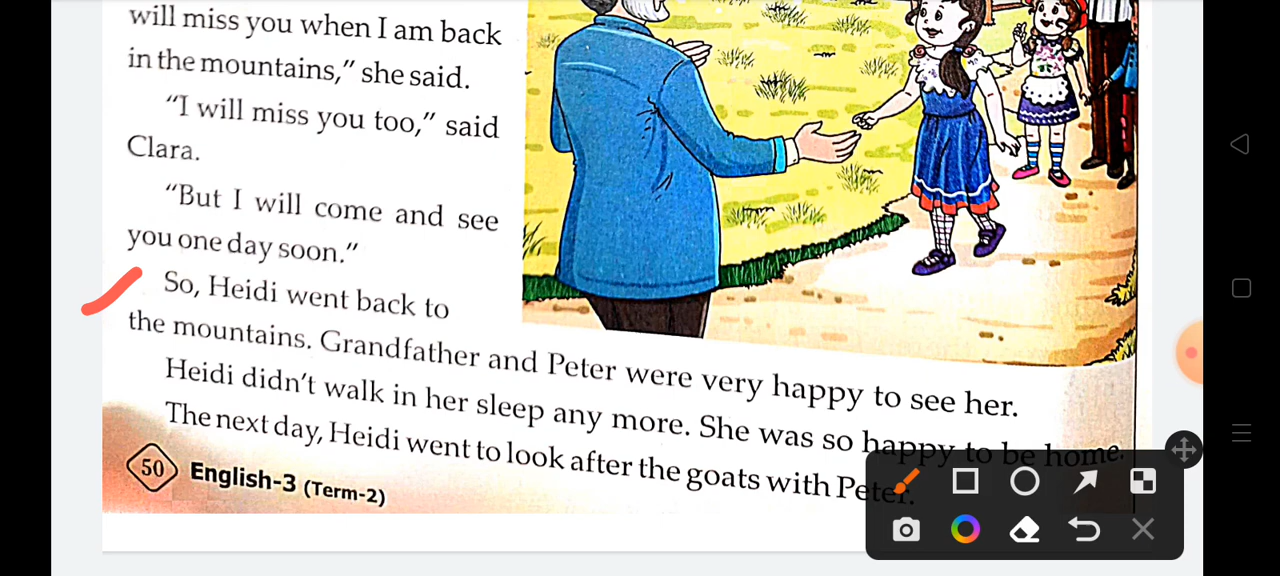 will miss you when I am back
in the mountains,” she said.
“I will miss you too,” said
Clara.
“But I will come and see
you one day soon.”
So, Heidi went back to
the mountains. Grandfather and Peter were very happy to see her.
Heidi didn’t walk in her sleep any more. She was so happy to be home.
The next day, Heidi went to look after the goats with Peter.
50 English-3 (Term-2)